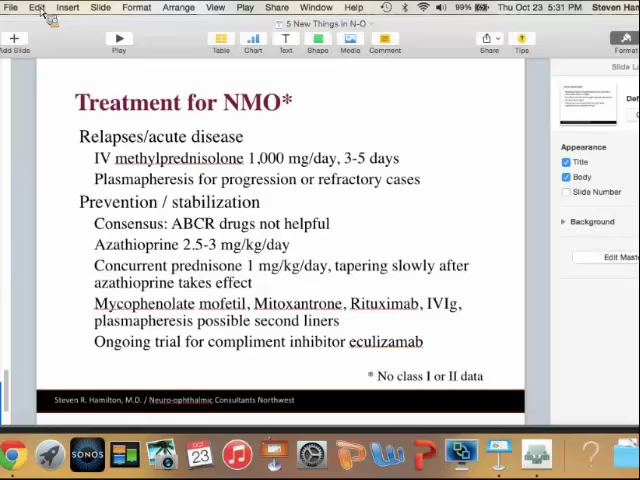 File Edit Insert Slide Format Arrange View Play Share Window Help 99% Thu Oct 23 5:31 PM Steven Ham
5 New Things in N-O
Add Slide Play Table Chart Text Shape Media Comment Share Tips Format
Slide La
Treatment for NMO*
Relapses/acute disease
IV methylprednisolone 1,000 mg/day, 3-5 days
Plasmapheresis for progression or refractory cases
Prevention / stabilization
Consensus: ABCR drugs not helpful
Azathioprine 2.5-3 mg/kg/day
Concurrent prednisone 1 mg/kg/day, tapering slowly after
azathioprine takes effect
Mycophenolate mofetil, Mitoxantrone, Rituximab, IVIg,
plasmapheresis possible second liners
Ongoing trial for compliment inhibitor eculizamab
* No class I or II data
Steven R. Hamilton, M.D. / Neuro-ophthalmic Consultants Northwest
Def
Appearance
Title
Body
Slide Number
Background
Edit Maste
SONOS
OCT
23